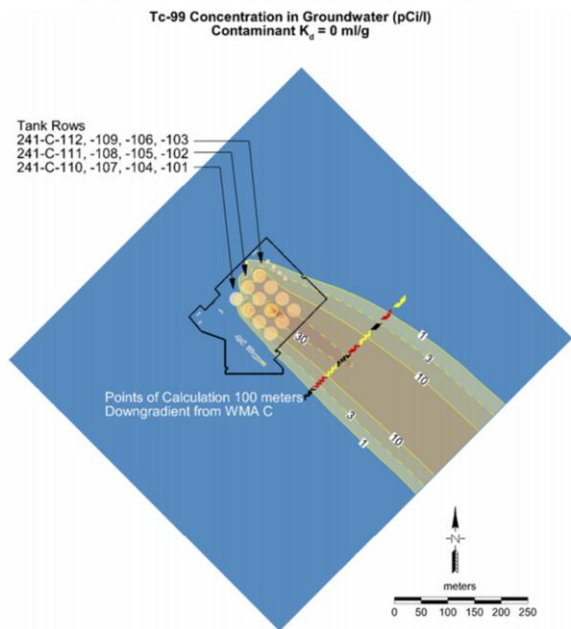 Tc-99 Concentration in Groundwater (pCi/l)
Contaminant Kd = 0 ml/g
Tank Rows
241-C-112, -109, -106, -103
241-C-111, -108, -105, -102
241-C-110, -107, -104, -101
30
1
3
10
Points of Calculation 100 meters
Downgradient from WMA C
3
1
10
N
meters
0 50 100 150 200 250